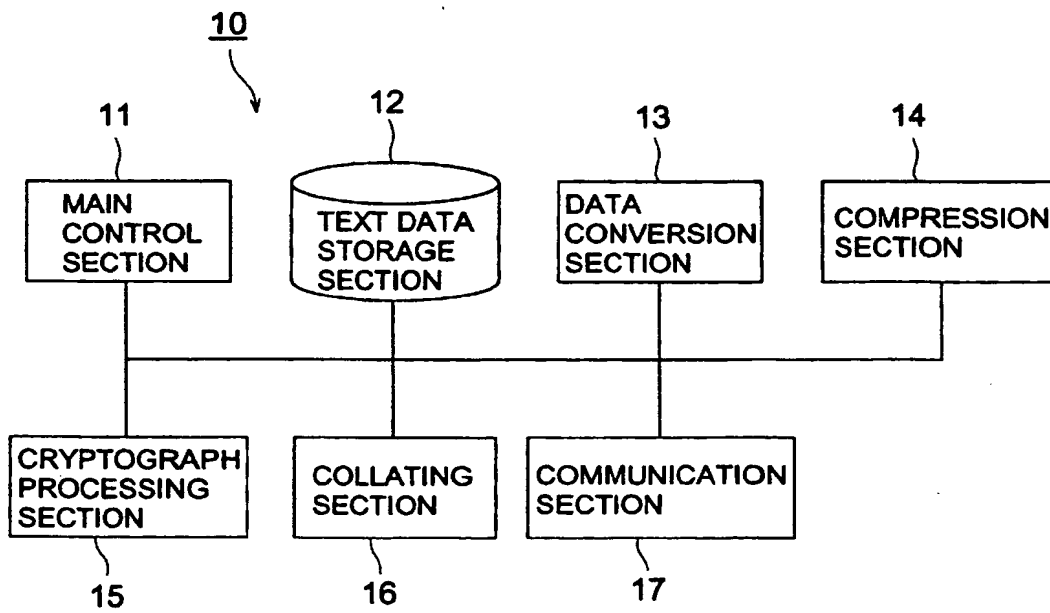 10
11
12
13
14
MAIN
CONTROL
SECTION
TEXT DATA
STORAGE
SECTION
DATA
CONVERSION
SECTION
COMPRESSION
SECTION
CRYPTOGRAPH
PROCESSING
SECTION
COLLATING
SECTION
COMMUNICATION
SECTION
15
16
17